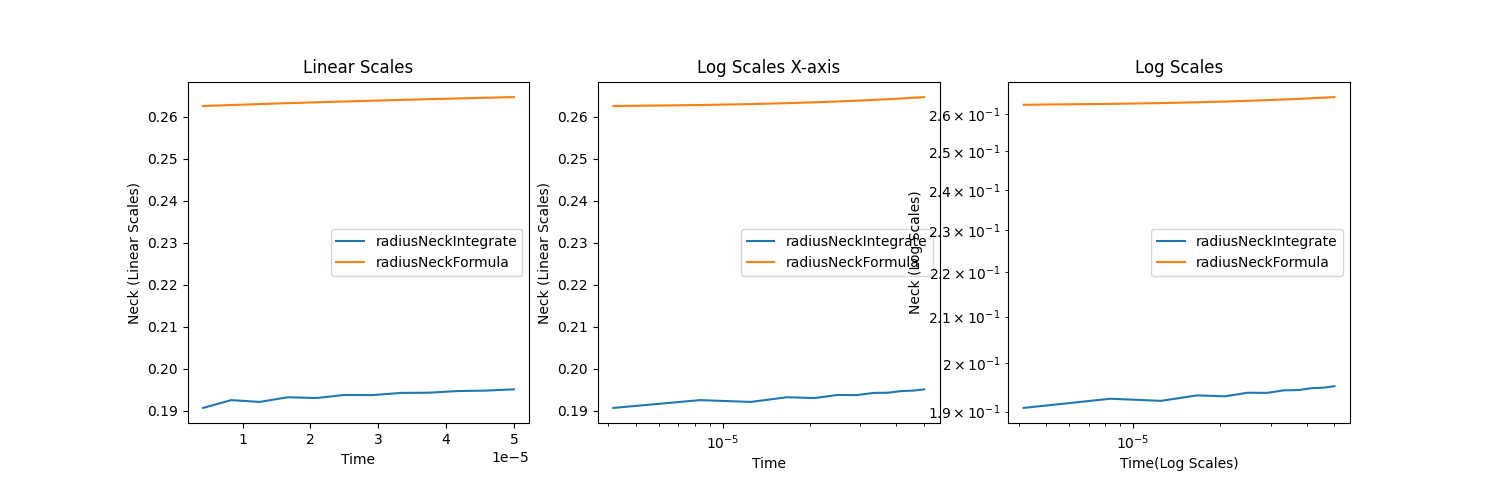 Linear Scales
Neck (Linear Scales)
0.26
0.25
0.24
0.23
0.22
0.21
0.20
0.19
radiusNeckIntegrate
radiusNeckFormula
1 2 3 4 5
1e−5
Time
Log Scales X-axis
Neck (Linear Scales)
0.26
0.25
0.24
0.23
0.22
0.21
0.20
0.19
radiusNeckIntegrate
radiusNeckFormula
10⁻⁵
Time
Log Scales
Neck (Log Scales)
2.6 × 10⁻¹
2.5 × 10⁻¹
2.4 × 10⁻¹
2.3 × 10⁻¹
2.2 × 10⁻¹
2.1 × 10⁻¹
2 × 10⁻¹
1.9 × 10⁻¹
radiusNeckIntegrate
radiusNeckFormula
10⁻⁵
Time(Log Scales)